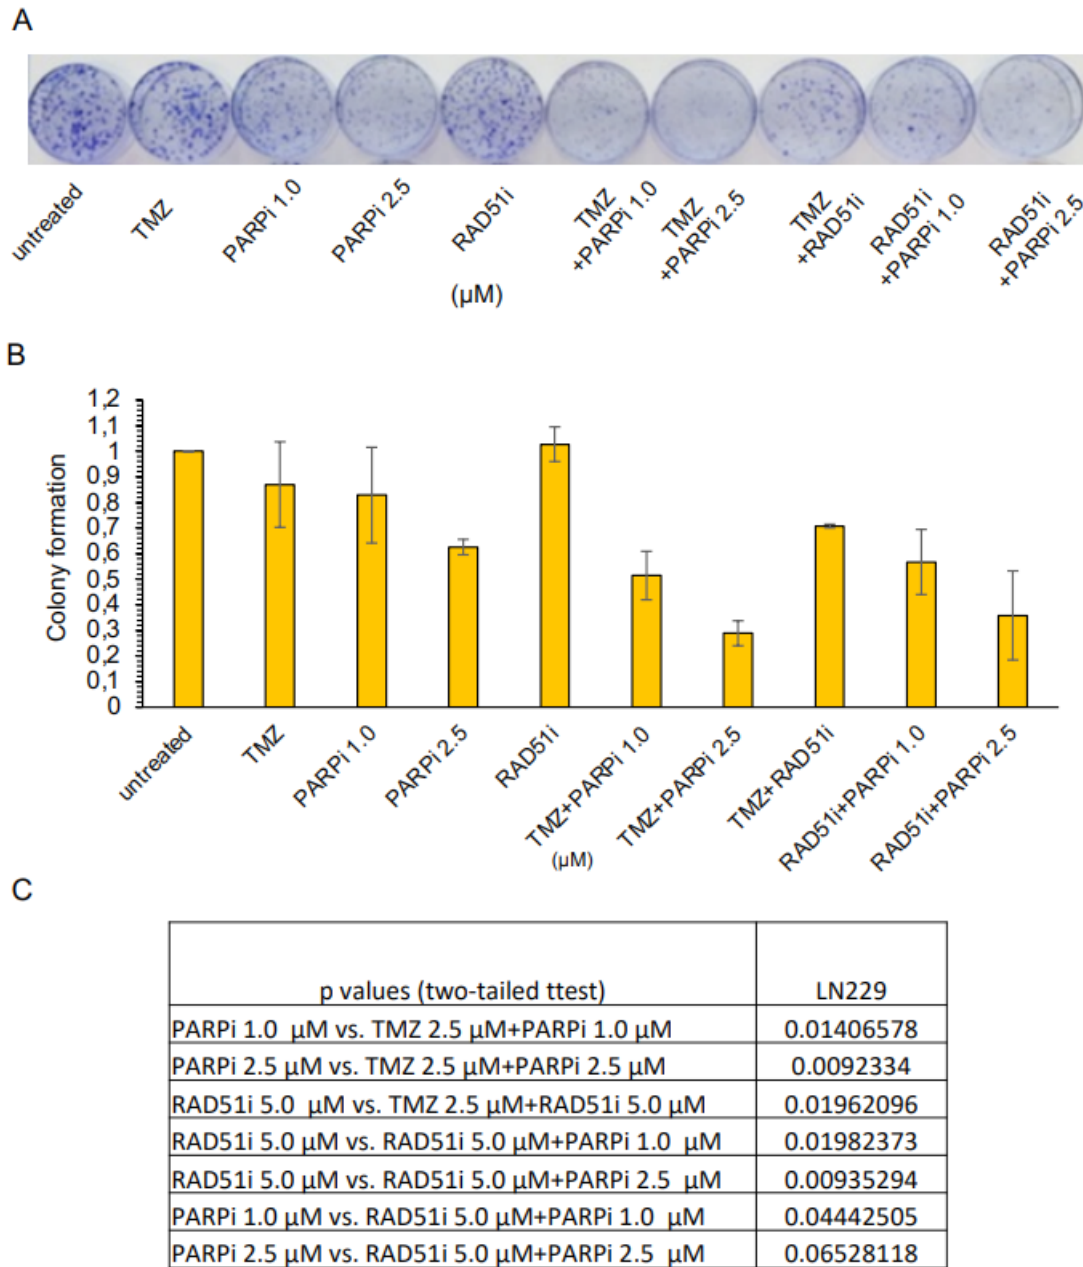 A
untreated
TMZ
PARPi 1.0
PARPi 2.5
RAD51i
TMZ
+PARPi 1.0
TMZ
+PARPi 2.5
TMZ
+RAD51i
RAD51i
+PARPi 1.0
RAD51i
+PARPi 2.5
(µM)
B
Colony formation
1,2
1,1
1
0,9
0,8
0,7
0,6
0,5
0,4
0,3
0,2
0,1
0
untreated
TMZ
PARPi 1.0
PARPi 2.5
RAD51i
TMZ+PARPi 1.0
TMZ+PARPi 2.5
TMZ+RAD51i
RAD51i+PARPi 1.0
RAD51i+PARPi 2.5
(µM)
C
p values (two-tailed ttest) LN229
PARPi 1.0 µM vs. TMZ 2.5 µM+PARPi 1.0 µM 0.01406578
PARPi 2.5 µM vs. TMZ 2.5 µM+PARPi 2.5 µM 0.0092334
RAD51i 5.0 µM vs. TMZ 2.5 µM+RAD51i 5.0 µM 0.01962096
RAD51i 5.0 µM vs. RAD51i 5.0 µM+PARPi 1.0 µM 0.01982373
RAD51i 5.0 µM vs. RAD51i 5.0 µM+PARPi 2.5 µM 0.00935294
PARPi 1.0 µM vs. RAD51i 5.0 µM+PARPi 1.0 µM 0.04442505
PARPi 2.5 µM vs. RAD51i 5.0 µM+PARPi 2.5 µM 0.06528118